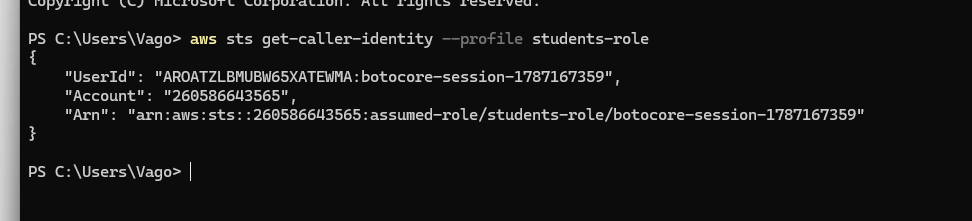 Copyright (C) Microsoft Corporation. All rights reserved.
PS C:\Users\Vago> aws sts get-caller-identity --profile students-role
{
    "UserId": "AROATZLBMUBW65XATEWMA:botocore-session-1787167359",
    "Account": "260586643565",
    "Arn": "arn:aws:sts::260586643565:assumed-role/students-role/botocore-session-1787167359"
}
PS C:\Users\Vago>